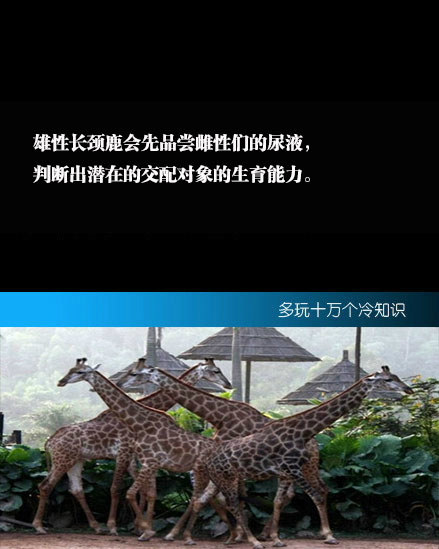 雄性长颈鹿会先品尝雌性们的尿液，
判断出潜在的交配对象的生育能力。
多玩十万个冷知识